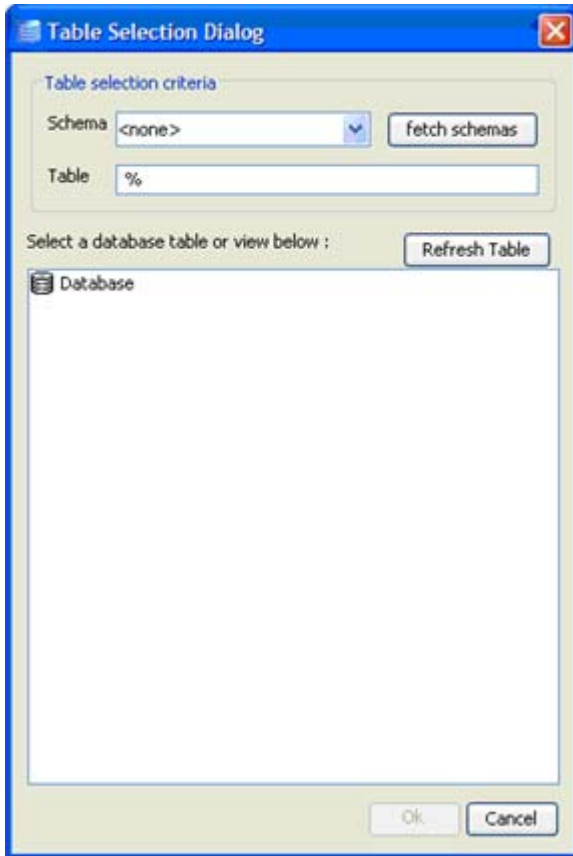 Table Selection Dialog
Table selection criteria
Schema <none> fetch schemas
Table %
Select a database table or view below : Refresh Table
Database
Ok Cancel